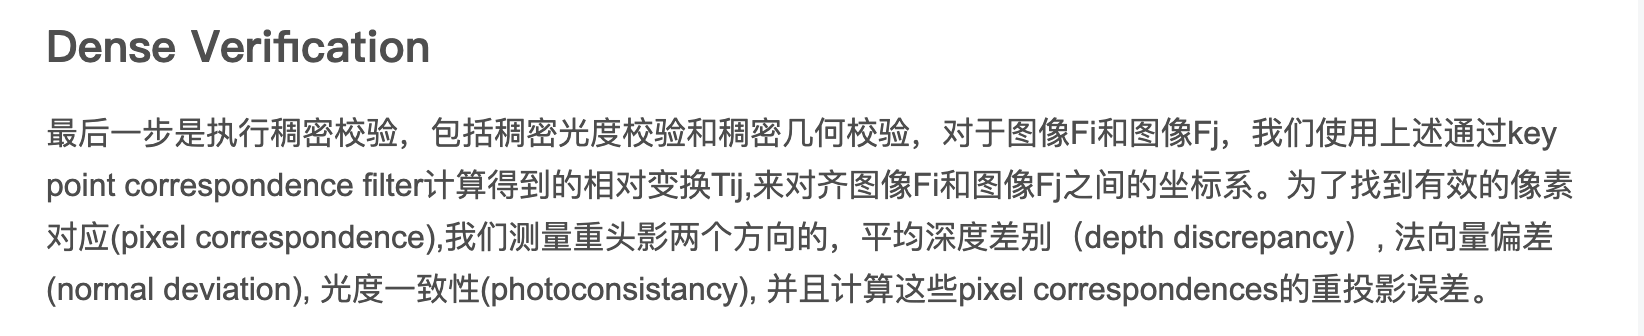 Dense Verification
最后一步是执行稠密校验，包括稠密光度校验和稠密几何校验，对于图像Fi和图像Fj，我们使用上述通过key
point correspondence filter计算得到的相对变换Tij,来对齐图像Fi和图像Fj之间的坐标系。为了找到有效的像素
对应(pixel correspondence),我们测量重头影两个方向的，平均深度差别（depth discrepancy）, 法向量偏差
(normal deviation), 光度一致性(photoconsistancy), 并且计算这些pixel correspondences的重投影误差。